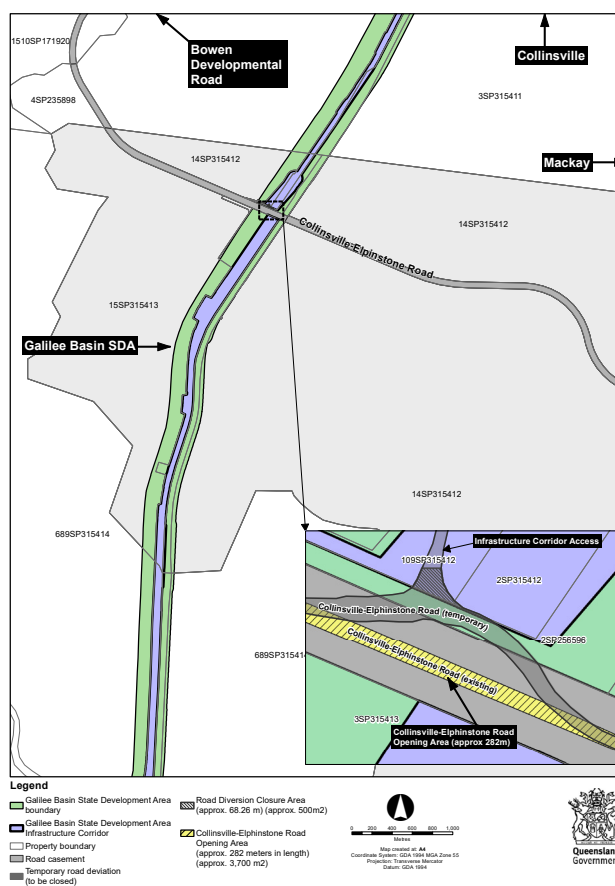 Bowen
Developmental
Road
Collinsville
1510SP171920
4SP235898
3SP315411
14SP315412
Mackay
14SP315412
Collinsville-Elpinstone-Road
15SP315413
Galilee Basin SDA
14SP315412
689SP315414
689SP31541
Infrastructure Corridor Access
109SP315412
2SP315412
Collinsville-Elphinstone Road (temporary)
2SP256596
Collinsville-Elphinstone Road (existing)
3SP315413
Collinsville-Elphinstone Road
Opening Area (approx 282m)
Legend
Galilee Basin State Development Area
boundary
Galilee Basin State Development Area
Infrastructure Corridor
Property boundary
Road casement
Temporary road deviation
(to be closed)
Road Diversion Closure Area
(approx. 68.26 m) (approx. 500m2)
Collinsville-Elphinstone Road
Opening Area
(approx. 282 meters in length)
(approx. 3,700 m2)
0 200 400 600 800 1,000
Metres
Map created at: A4
Coordinate System: GDA 1994 MGA Zone 55
Projection: Transverse Mercator
Datum: GDA 1994
Queenslan
Governmen